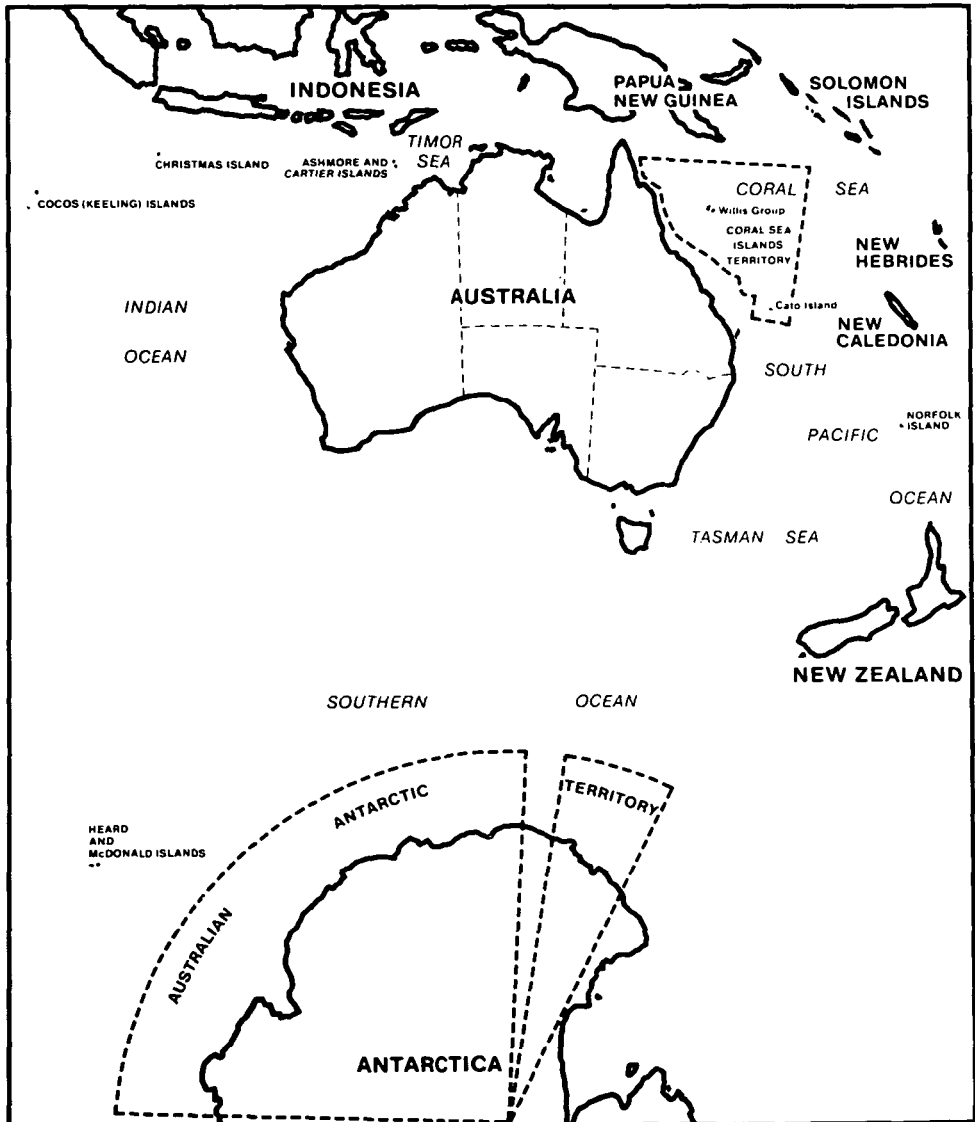 INDONESIA
PAPUA
NEW GUINEA
SOLOMON
ISLANDS
TIMOR
SEA
CHRISTMAS ISLAND
ASHMORE AND
CARTIER ISLANDS
COCOS (KEELING) ISLANDS
CORAL SEA
Willis Group
CORAL SEA
ISLANDS
TERRITORY
NEW
HEBRIDES
INDIAN
OCEAN
AUSTRALIA
Cato Island
NEW
CALEDONIA
SOUTH
PACIFIC
OCEAN
NORFOLK
ISLAND
TASMAN SEA
NEW ZEALAND
SOUTHERN OCEAN
AUSTRALIAN
ANTARCTIC
TERRITORY
HEARD
AND
McDONALD ISLANDS
ANTARCTICA